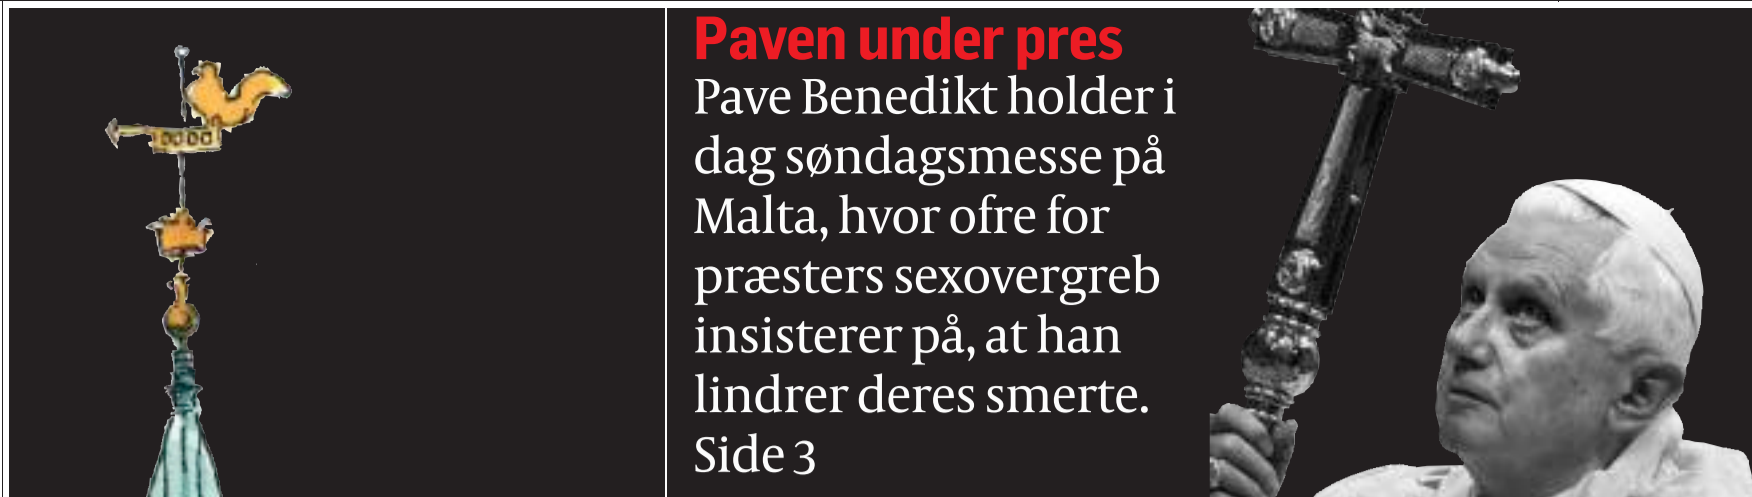 Paven under pres
Pave Benedikt holder i
dag søndagsmesse på
Malta, hvor ofre for
præsters sexovergreb
insisterer på, at han
lindrer deres smerte.
Side 3